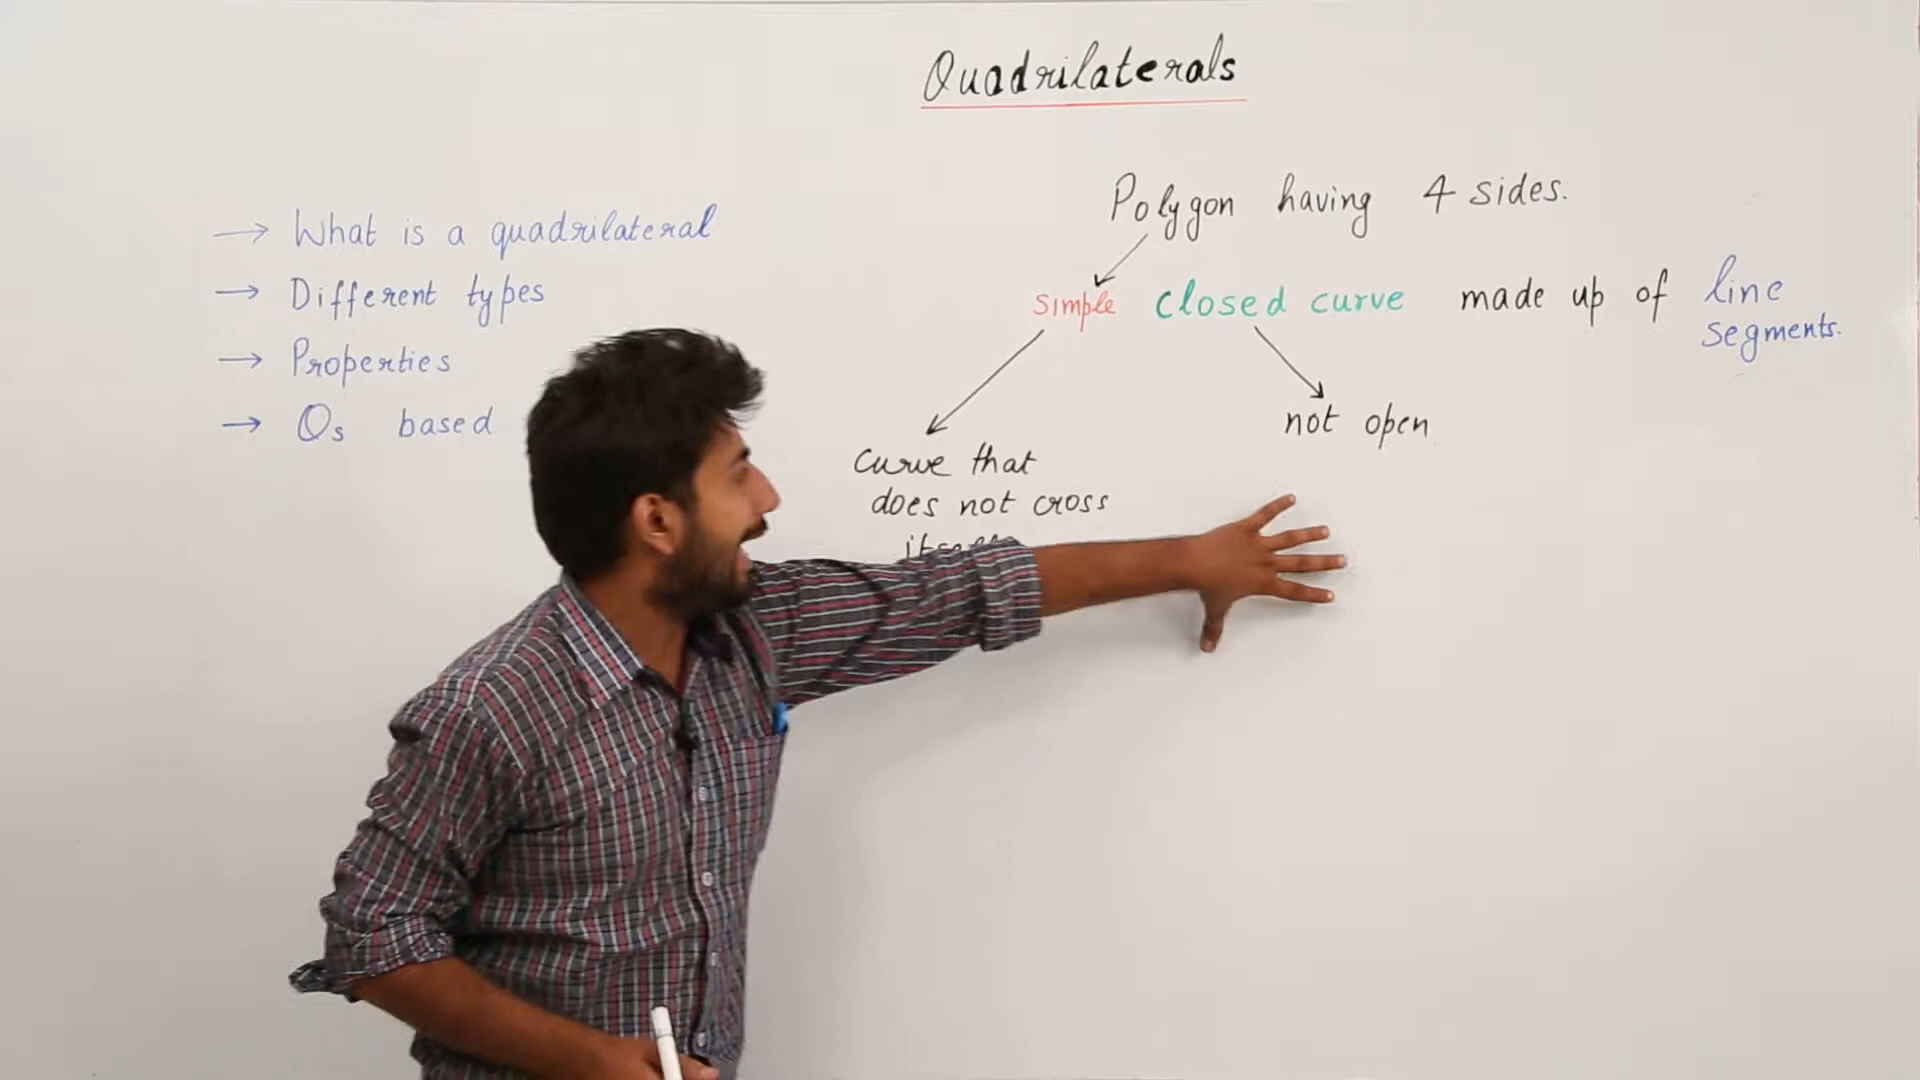 Quadrilaterals
→ What is a quadrilateral
→ Different types
→ Properties
→ Qs based
Polygon having 4 sides.
simple closed curve made up of line
segments.
not open
Curve that
does not cross
itself